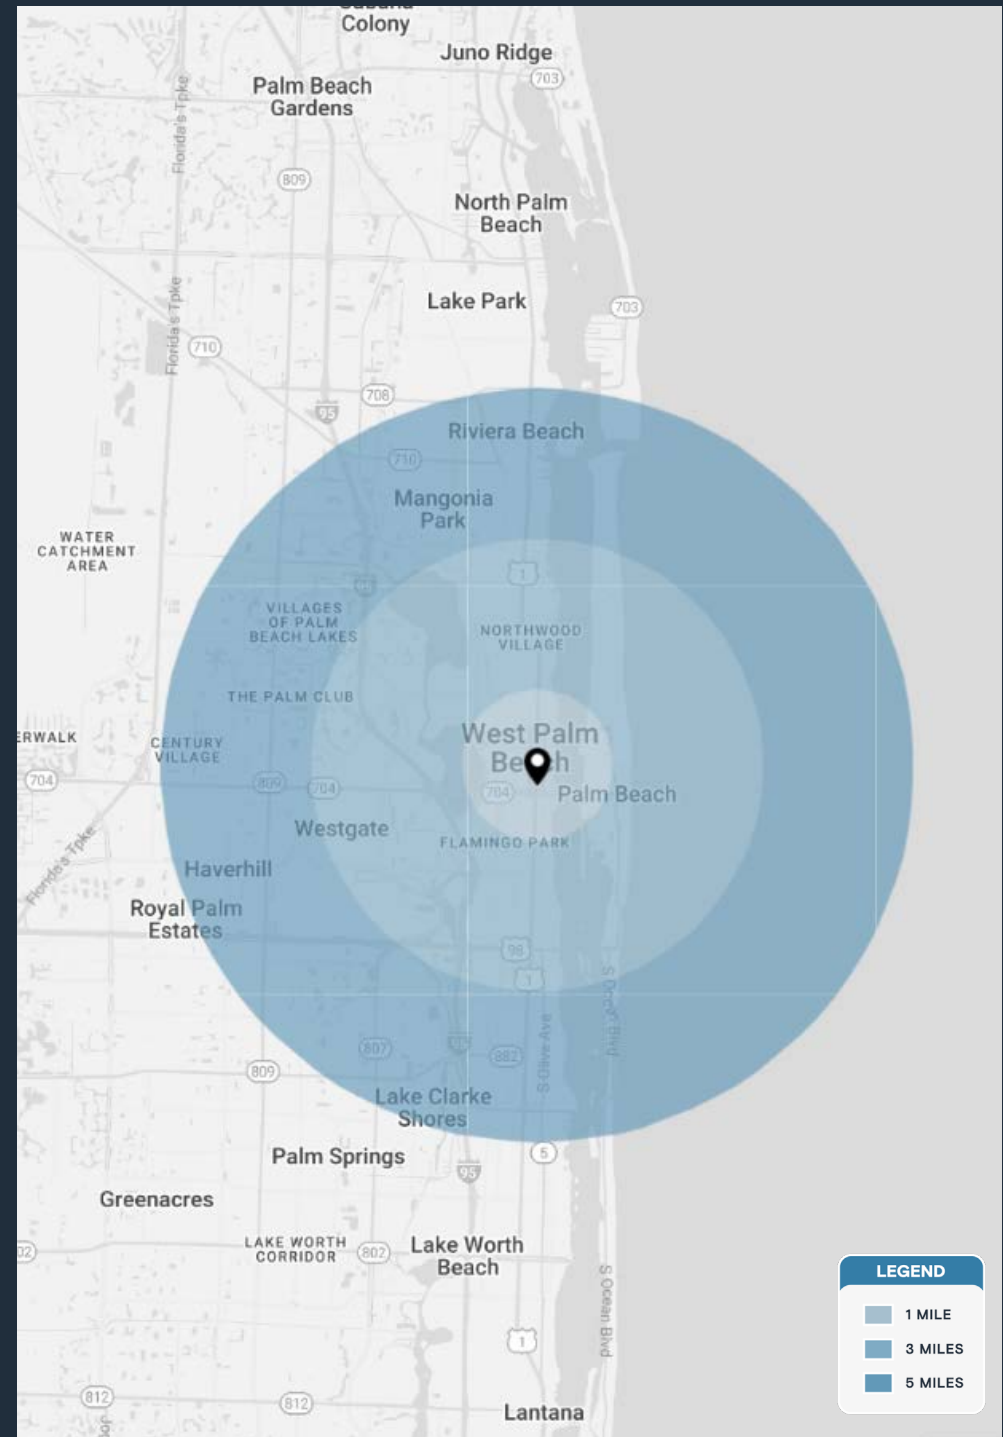 Colony
Juno Ridge
703
Palm Beach
Gardens
Florida's Tpke
809
North Palm
Beach
Lake Park
703
Florida's Tpke
710
708
95
Riviera Beach
710
Mangonia
Park
WATER
CATCHMENT
AREA
1
95
VILLAGES
OF PALM
BEACH LAKES
NORTHWOOD
VILLAGE
THE PALM CLUB
West Palm
ERWALK
CENTURY
VILLAGE
704
809
704
704
Palm Beach
Westgate
FLAMINGO PARK
Florida's Tpke
Haverhill
Royal Palm
Estates
98
1
S Ocean Blvd
S Olive Ave
807
882
809
Lake Clarke
Shores
5
Palm Springs
95
Greenacres
LAKE WORTH
CORRIDOR
802
Lake Worth
Beach
02
S Ocean Blvd
1
812
812
Lantana
LEGEND
1 MILE
3 MILES
5 MILES